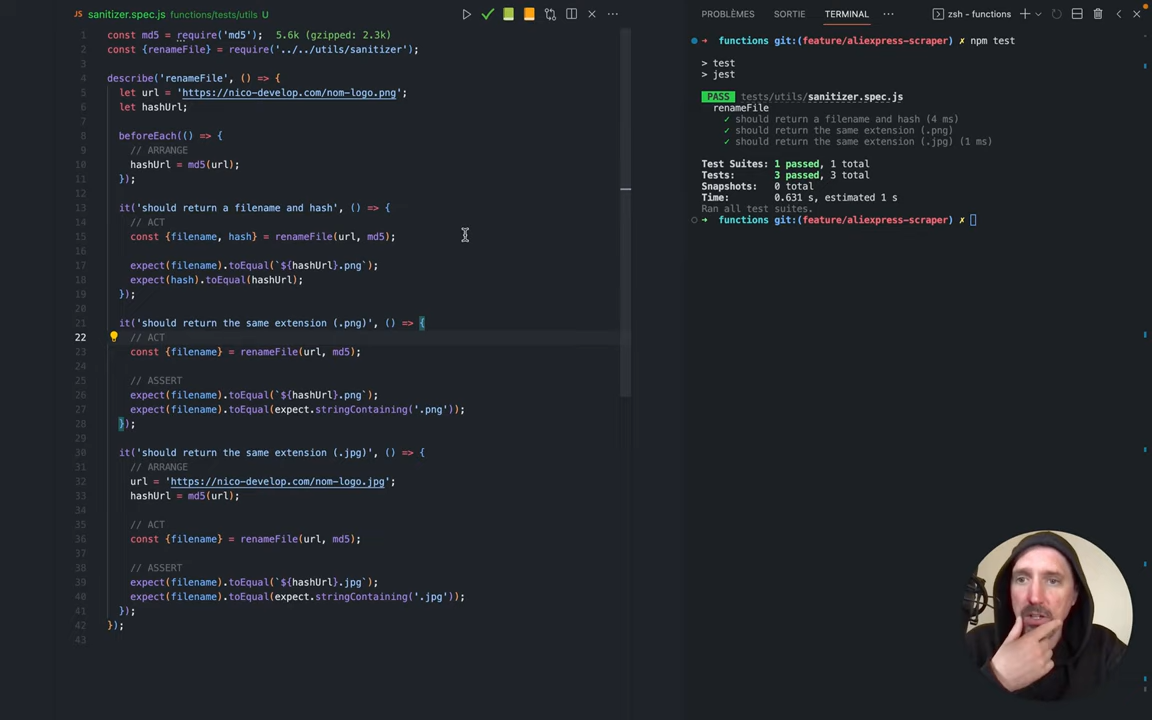 JS sanitizer.spec.js functions/tests/utils U
1 const md5 = require('md5'); 5.6k (gzipped: 2.3k)
2 const {renameFile} = require('../../utils/sanitizer');
3
4 describe('renameFile', () => {
5 let url = 'https://nico-develop.com/nom-logo.png';
6 let hashUrl;
7
8 beforeEach(() => {
9 // ARRANGE
10 hashUrl = md5(url);
11 });
12
13 it('should return a filename and hash', () => {
14 // ACT
15 const {filename, hash} = renameFile(url, md5);
16
17 expect(filename).toEqual(`${hashUrl}.png`);
18 expect(hash).toEqual(hashUrl);
19 });
20
21 it('should return the same extension (.png)', () => {
22 // ACT
23 const {filename} = renameFile(url, md5);
24
25 // ASSERT
26 expect(filename).toEqual(`${hashUrl}.png`);
27 expect(filename).toEqual(expect.stringContaining('.png'));
28 });
29
30 it('should return the same extension (.jpg)', () => {
31 // ARRANGE
32 url = 'https://nico-develop.com/nom-logo.jpg';
33 hashUrl = md5(url);
34
35 // ACT
36 const {filename} = renameFile(url, md5);
37
38 // ASSERT
39 expect(filename).toEqual(`${hashUrl}.jpg`);
40 expect(filename).toEqual(expect.stringContaining('.jpg'));
41 });
42 });
43
PROBLÈMES SORTIE TERMINAL ··· zsh - functions
➜ functions git:(feature/aliexpress-scraper) ✗ npm test
> test
> jest
PASS tests/utils/sanitizer.spec.js
renameFile
✓ should return a filename and hash (4 ms)
✓ should return the same extension (.png)
✓ should return the same extension (.jpg) (1 ms)
Test Suites: 1 passed, 1 total
Tests: 3 passed, 3 total
Snapshots: 0 total
Time: 0.631 s, estimated 1 s
Ran all test suites.
➜ functions git:(feature/aliexpress-scraper) ✗